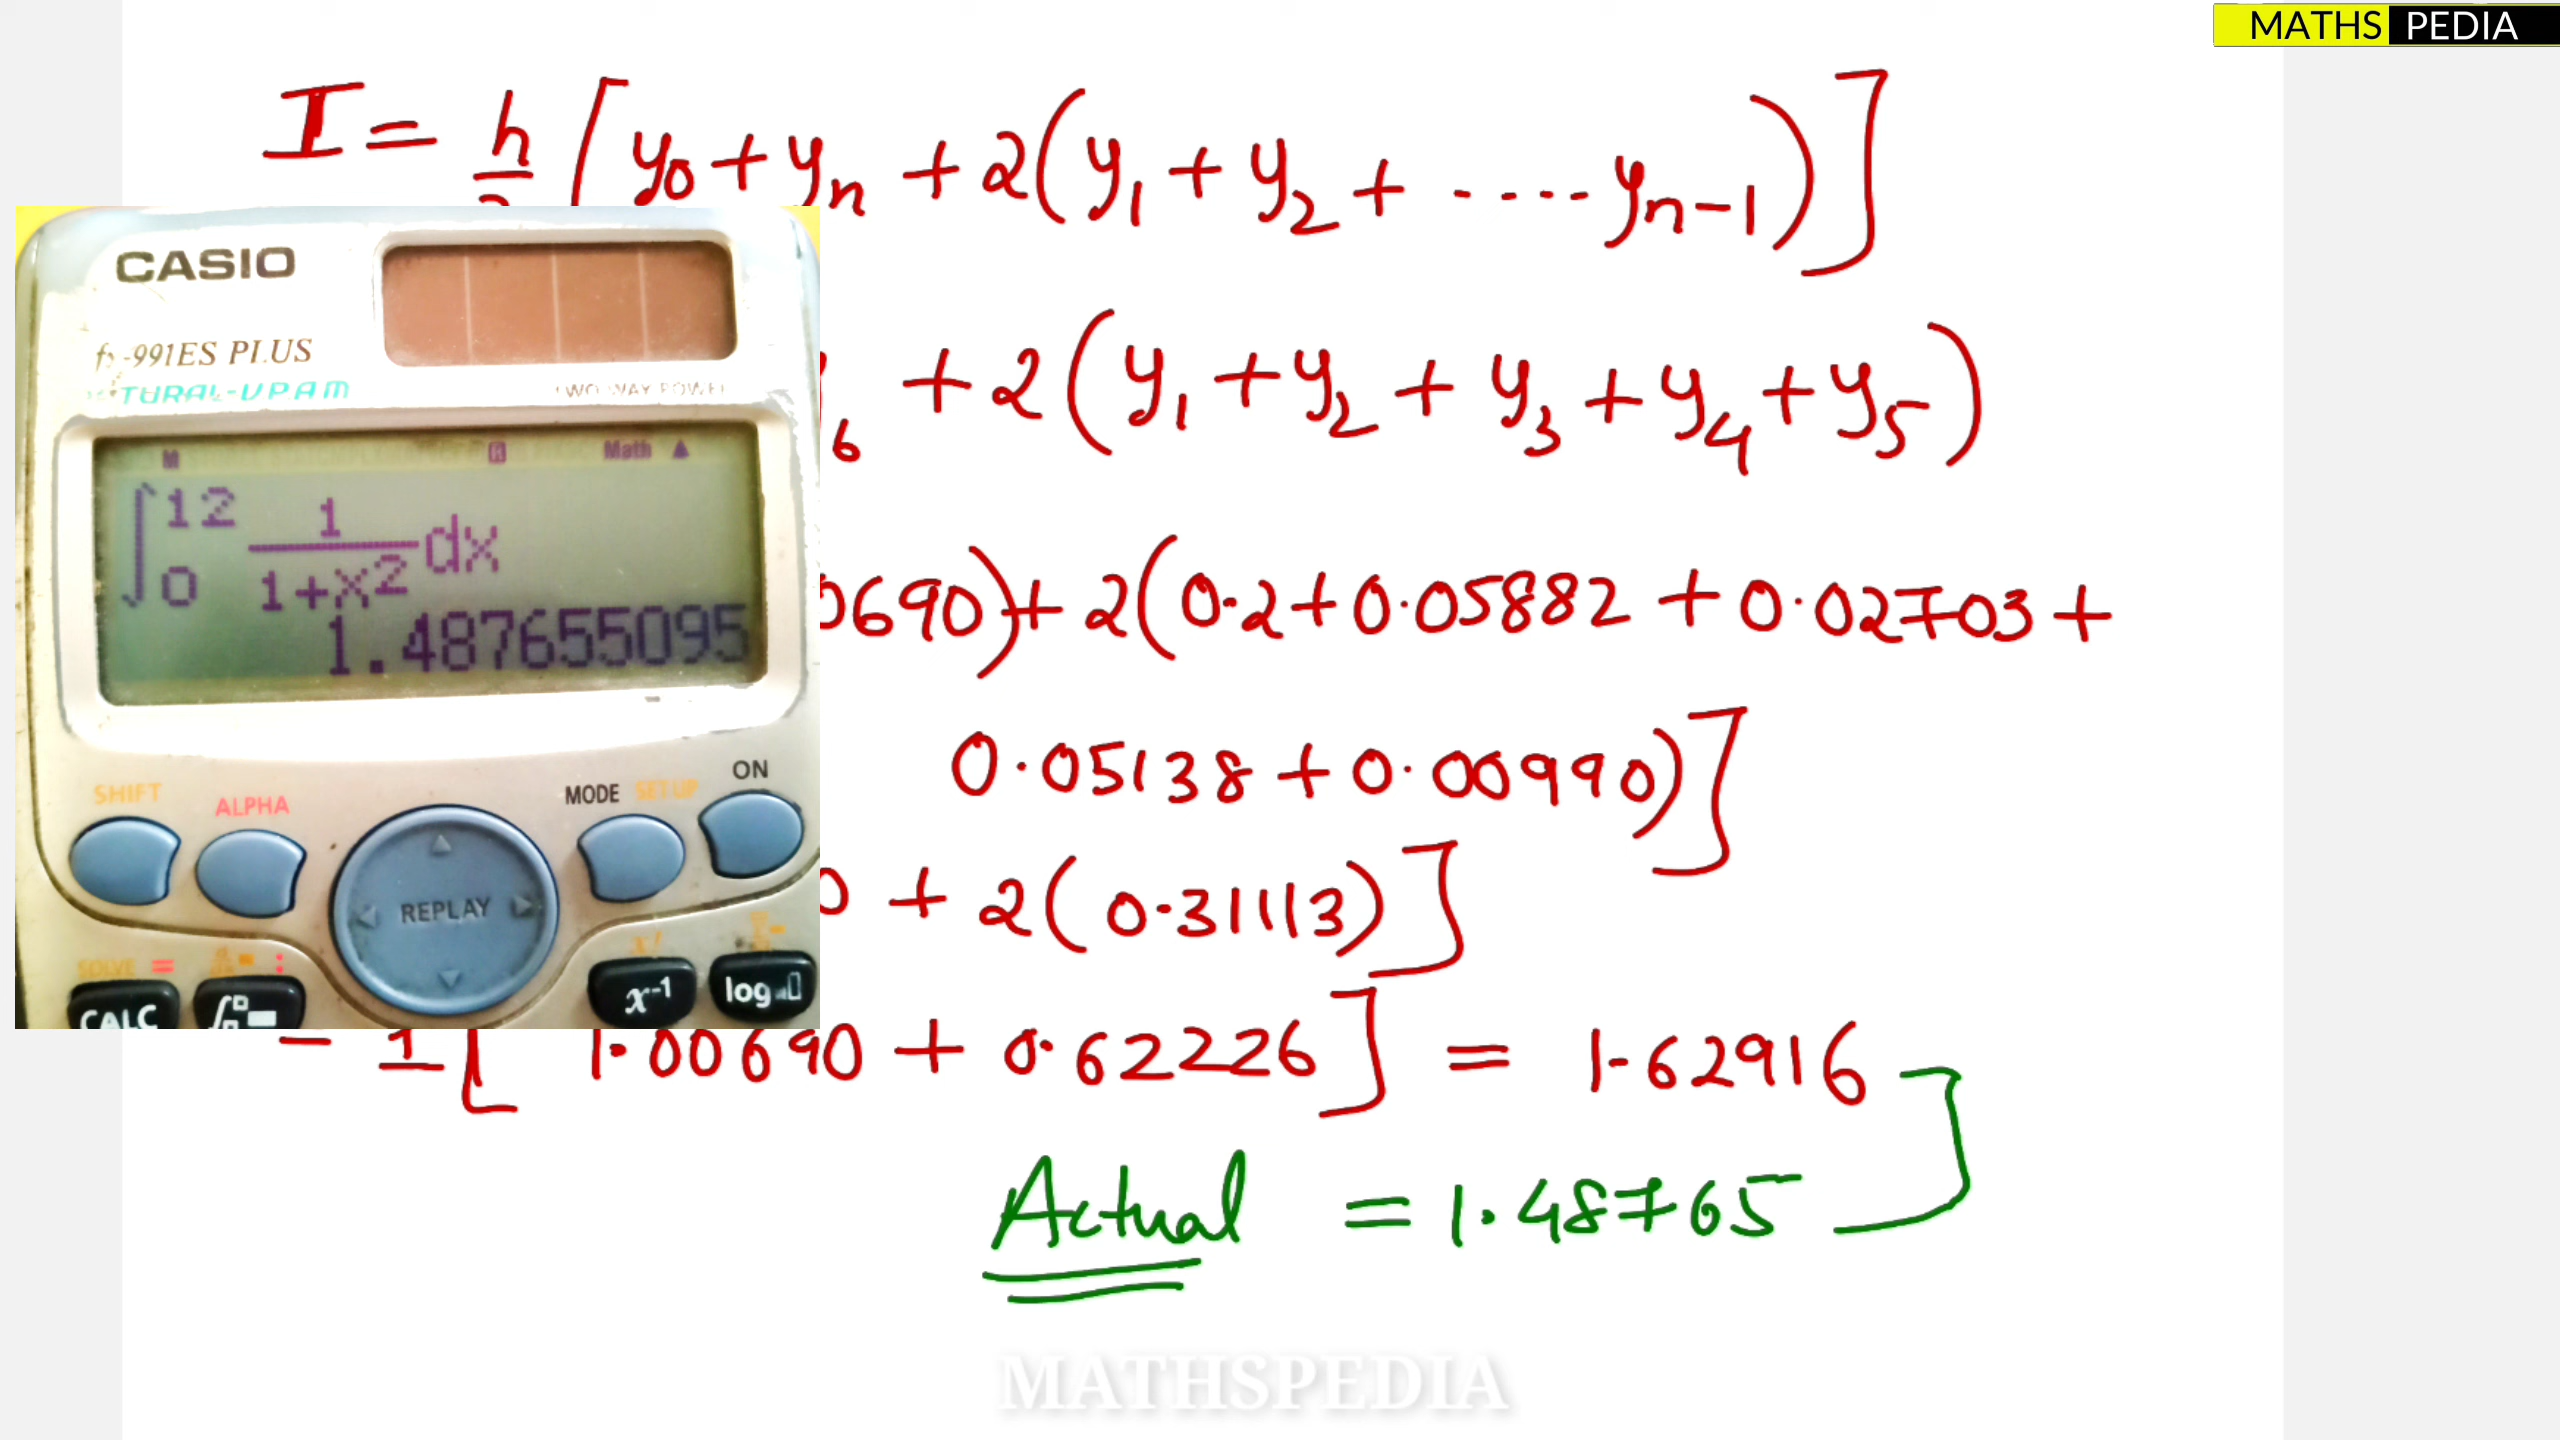 MATHS PEDIA
I = h [ y0 + yn + 2(y1 + y2 + ..... yn-1) ]
6 + 2(y1 + y2 + y3 + y4 + y5)
0690) + 2(0.2 + 0.05882 + 0.02703 +
0.05138 + 0.00990)]
0 + 2(0.31113)]
1[ 1.00690 + 0.62226 ] = 1.62916
Actual = 1.48765
MATHSPEDIA
CASIO
fx-991ES PLUS
TURAL-V.P.A.M
TWO WAY POWER
M R Math ▲
∫ 12 0 1/1+X² dx
1.487655095
SHIFT ALPHA MODE SETUP ON
REPLAY
SOLVE = : x!
CALC ∫ x-1 log